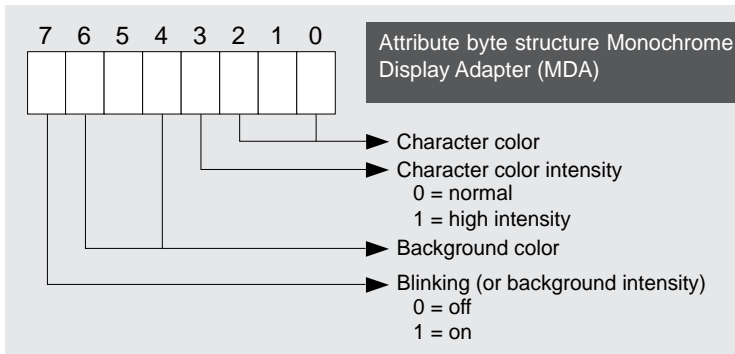 7 6 5 4 3 2 1 0
Attribute byte structure Monochrome
Display Adapter (MDA)
Character color
Character color intensity
0 = normal
1 = high intensity
Background color
Blinking (or background intensity)
0 = off
1 = on